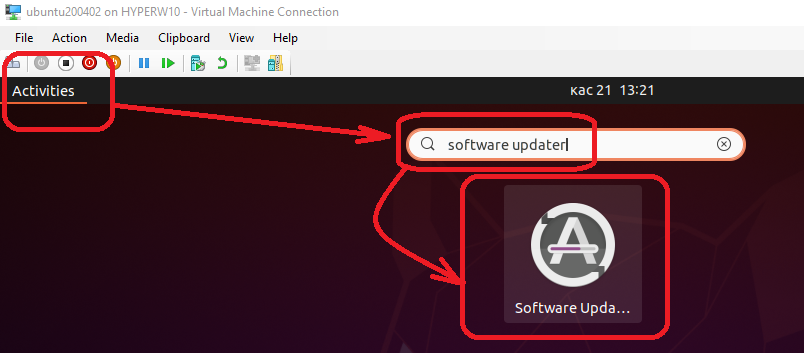 ubuntu200402 on HYPERW10 - Virtual Machine Connection
File Action Media Clipboard View Help
Activities
кас 21 13:21
software updater
Software Upda...